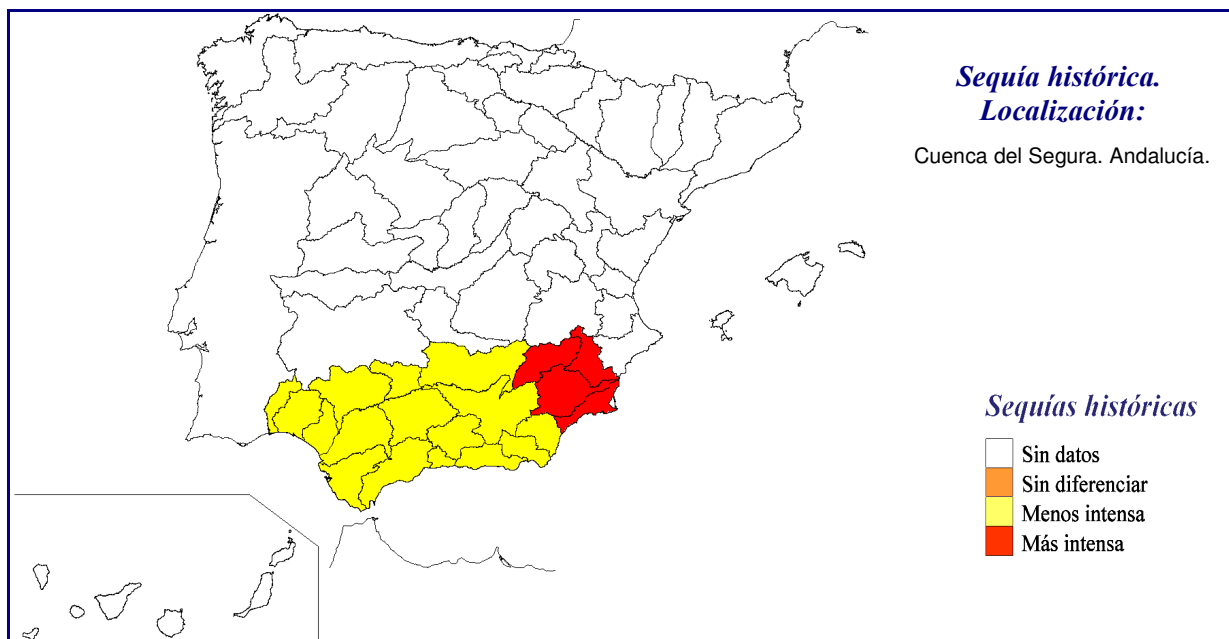 Sequía histórica.
Localización:
Cuenca del Segura. Andalucía.
Sequías históricas
Sin datos
Sin diferenciar
Menos intensa
Más intensa